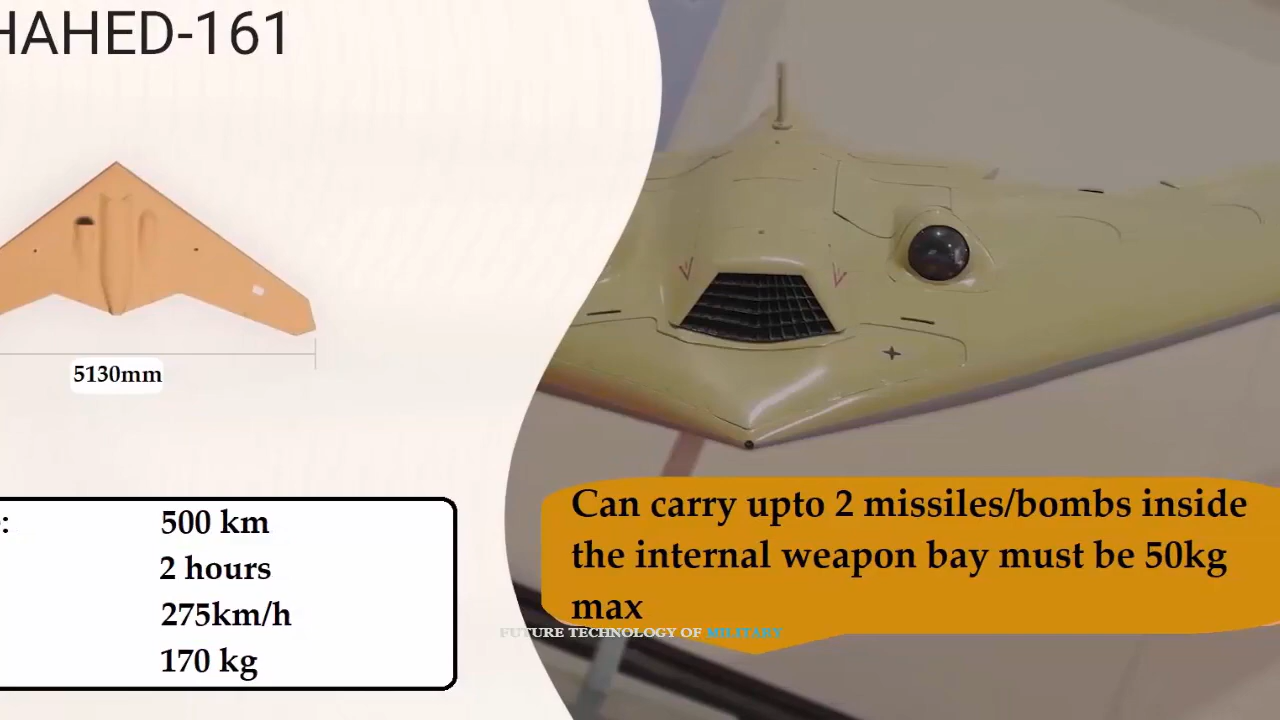 HAHED-161
5130mm
:
500 km
2 hours
275km/h
170 kg
Can carry upto 2 missiles/bombs inside
the internal weapon bay must be 50kg
max
FUTURE TECHNOLOGY OF MILITARY